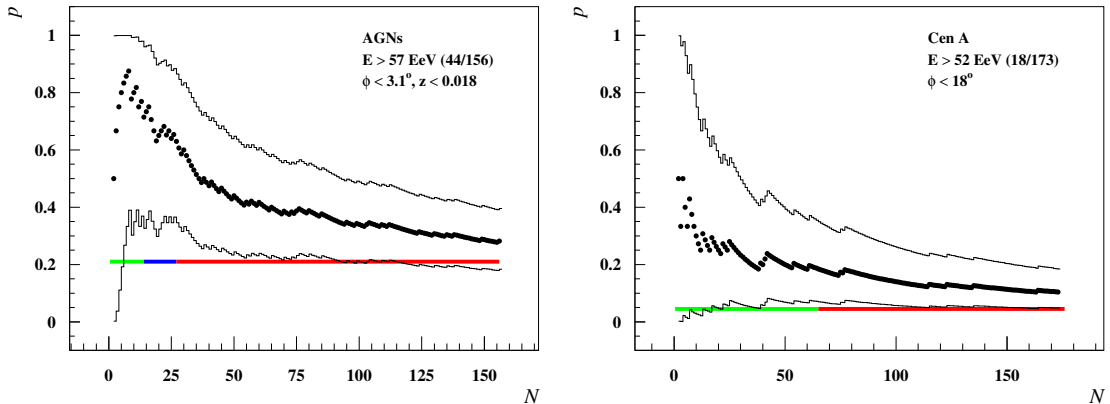 p
AGNs
E > 57 EeV (44/156)
ϕ < 3.1°, z < 0.018
1
0.8
0.6
0.4
0.2
0
0 25 50 75 100 125 150
N
p
Cen A
E > 52 EeV (18/173)
ϕ < 18°
1
0.8
0.6
0.4
0.2
0
0 50 100 150
N